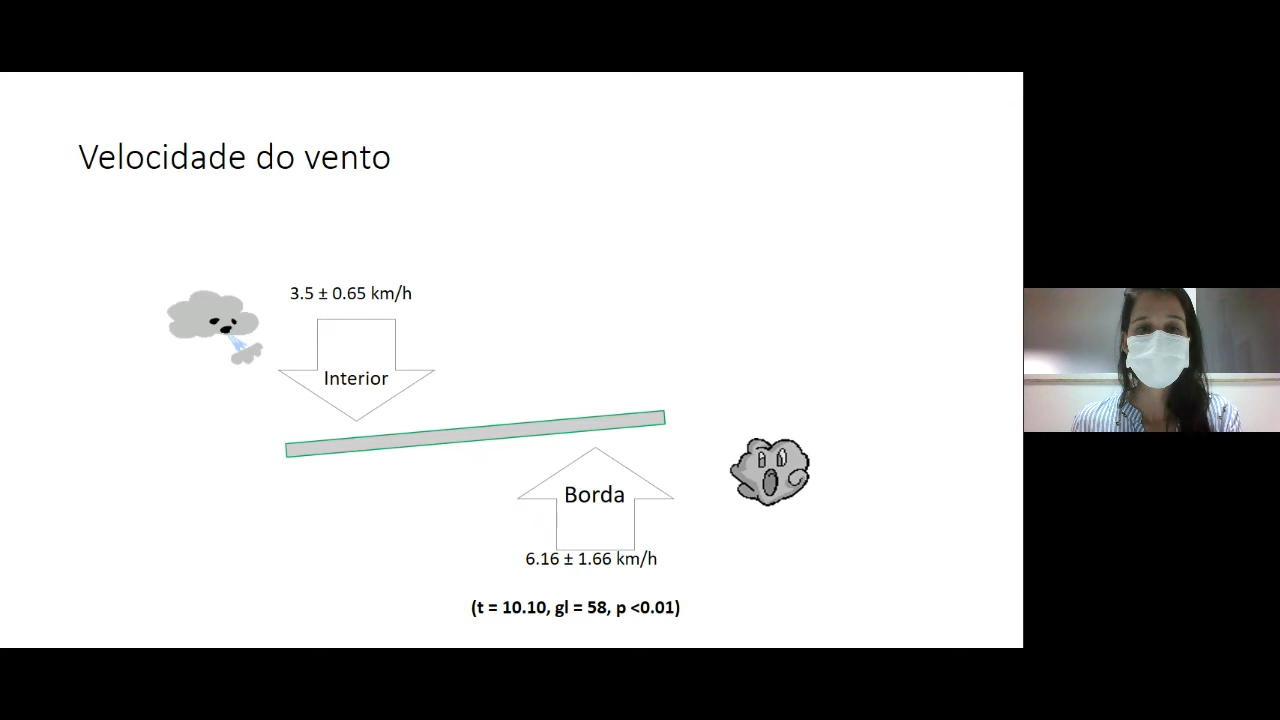 Velocidade do vento
3.5 ± 0.65 km/h
Interior
Borda
6.16 ± 1.66 km/h
(t = 10.10, gl = 58, p <0.01)